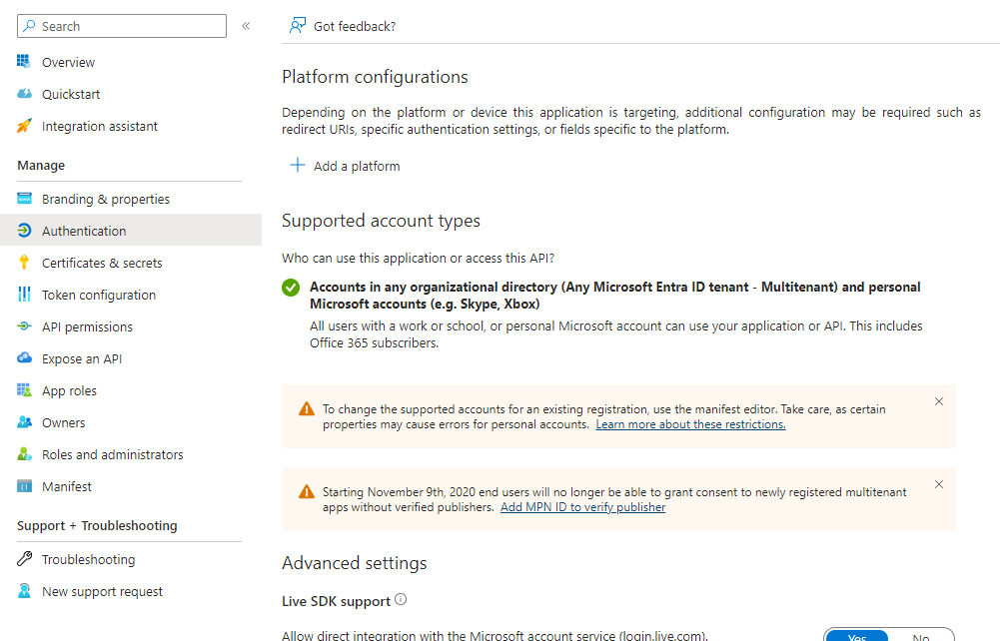 Search
«
Overview
Quickstart
Integration assistant
Manage
Branding & properties
Authentication
Certificates & secrets
Token configuration
API permissions
Expose an API
App roles
Owners
Roles and administrators
Manifest
Support + Troubleshooting
Troubleshooting
New support request
Got feedback?
Platform configurations
Depending on the platform or device this application is targeting, additional configuration may be required such as
redirect URIs, specific authentication settings, or fields specific to the platform.
Add a platform
Supported account types
Who can use this application or access this API?
Accounts in any organizational directory (Any Microsoft Entra ID tenant - Multitenant) and personal
Microsoft accounts (e.g. Skype, Xbox)
All users with a work or school, or personal Microsoft account can use your application or API. This includes
Office 365 subscribers.
To change the supported accounts for an existing registration, use the manifest editor. Take care, as certain
properties may cause errors for personal accounts. Learn more about these restrictions.
Starting November 9th, 2020 end users will no longer be able to grant consent to newly registered multitenant
apps without verified publishers. Add MPN ID to verify publisher
Advanced settings
Live SDK support
Allow direct integration with the Microsoft account service (login.live.com).
Yes No